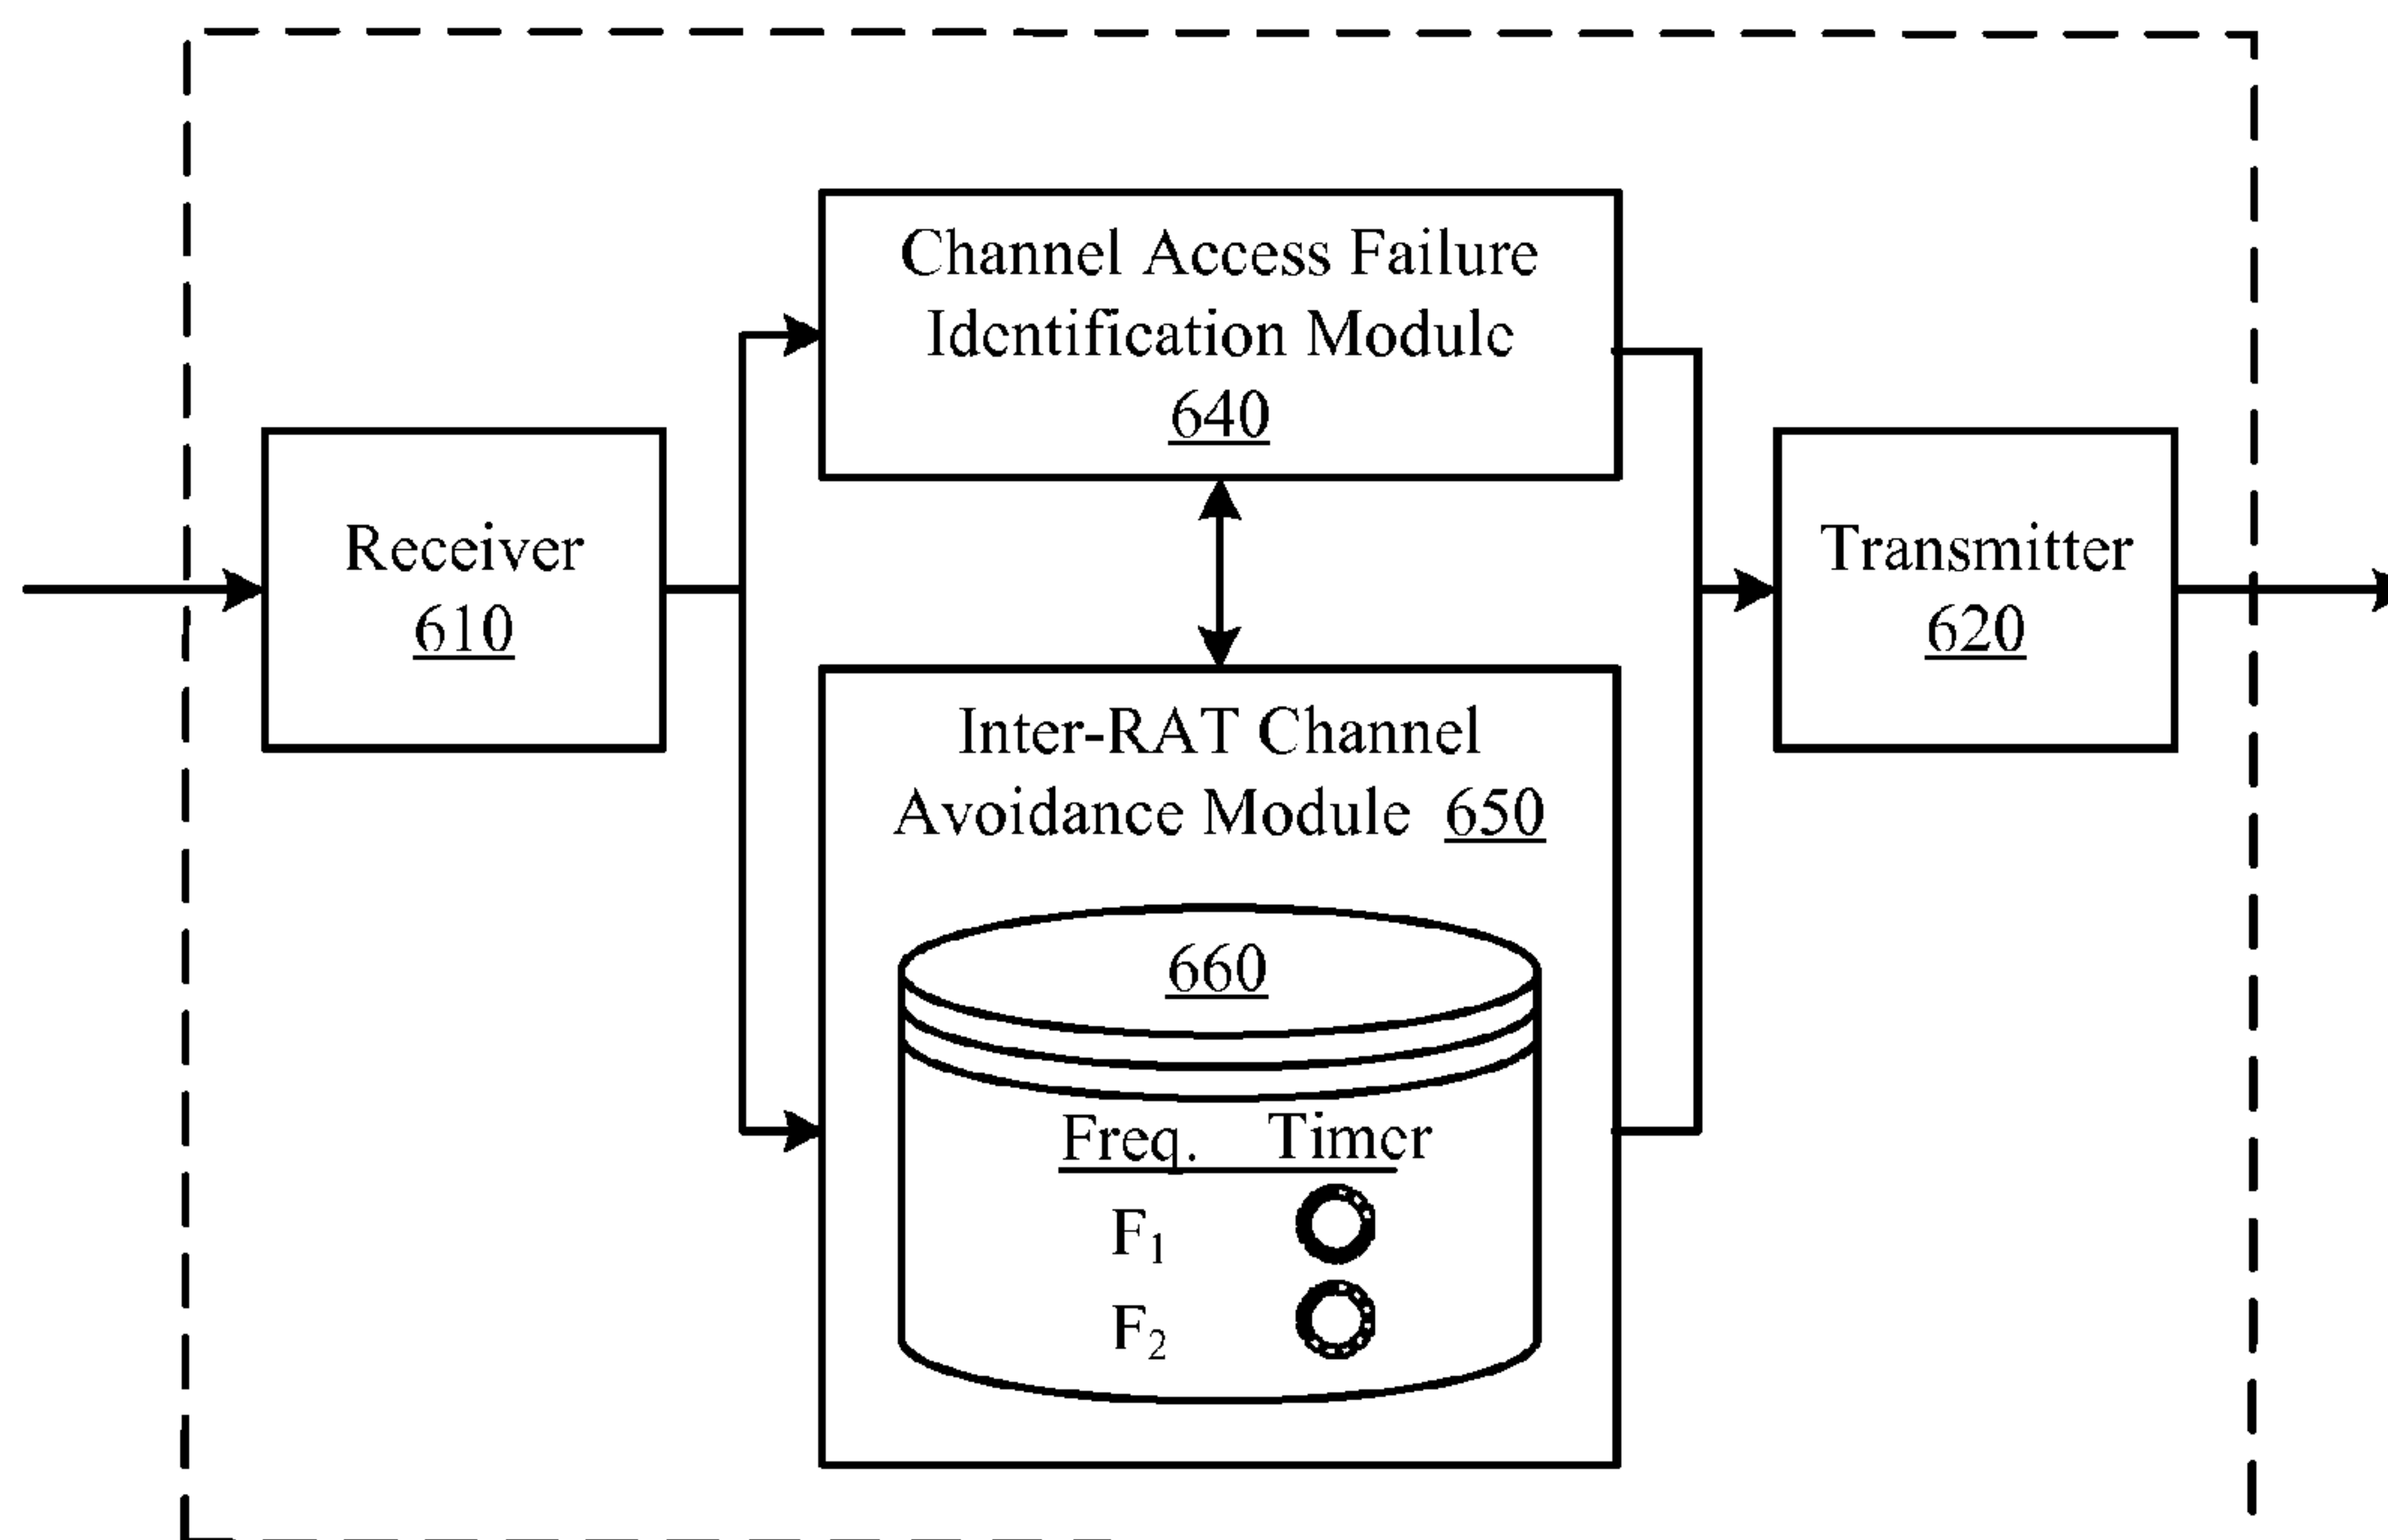 Channel Access Failure
Identification Module
640
Receiver
610
Transmitter
620
Inter-RAT Channel
Avoidance Module 650
660
Freq. Timer
F₁
F₂